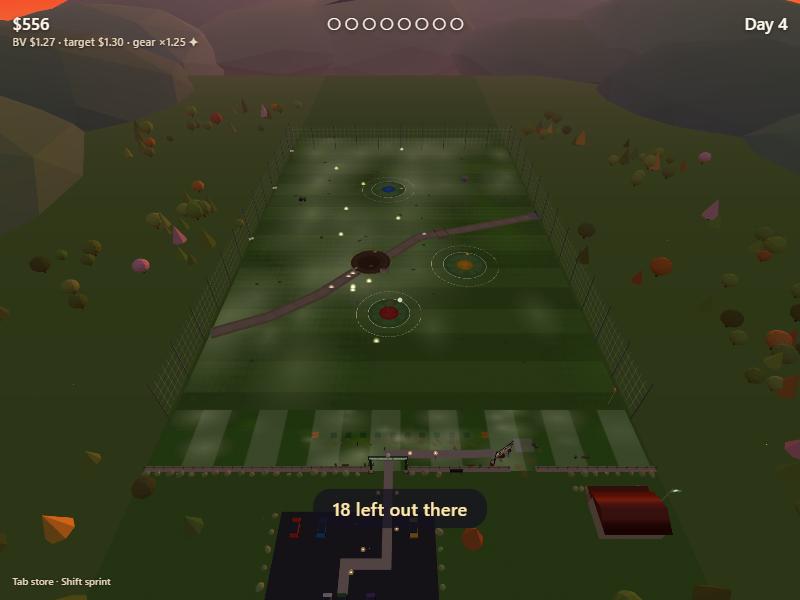 $556
BV $1.27 · target $1.30 · gear ×1.25 ✦
Day 4
18 left out there
Tab store · Shift sprint